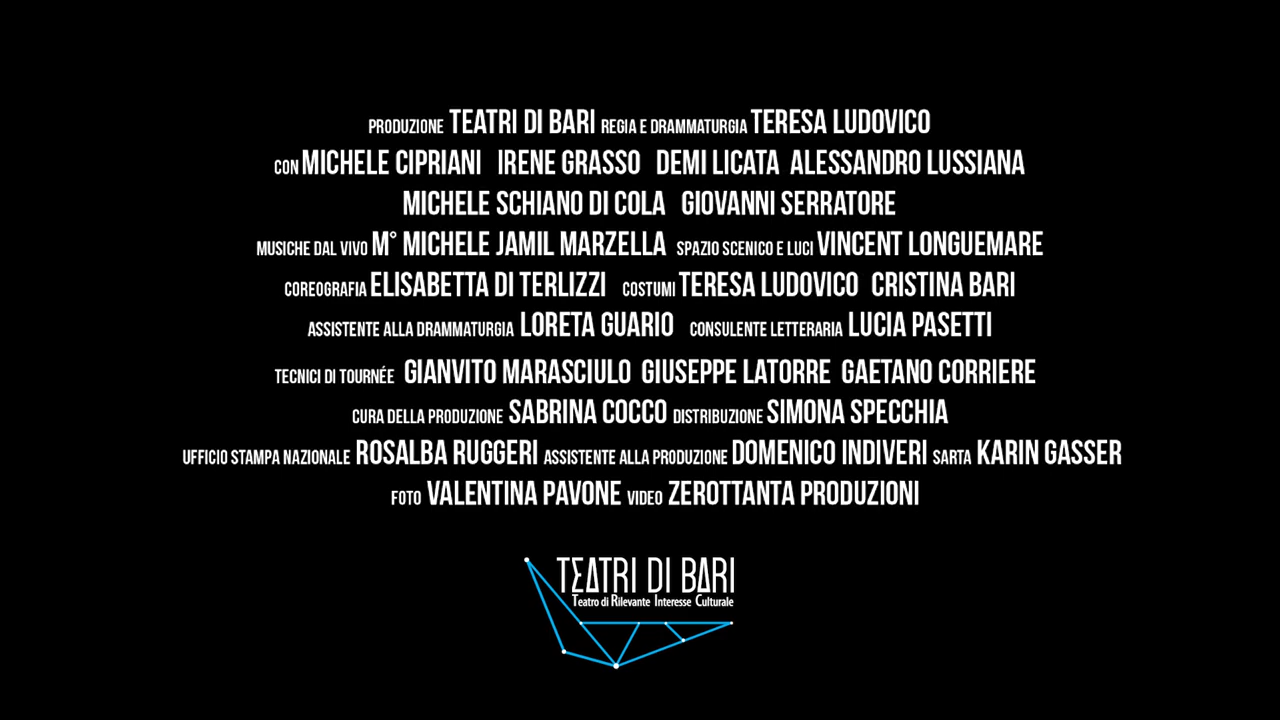 PRODUZIONE TEATRI DI BARI REGIA E DRAMMATURGIA TERESA LUDOVICO
CON MICHELE CIPRIANI IRENE GRASSO DEMI LICATA ALESSANDRO LUSSIANA
MICHELE SCHIANO DI COLA GIOVANNI SERRATORE
MUSICHE DAL VIVO M° MICHELE JAMIL MARZELLA SPAZIO SCENICO E LUCI VINCENT LONGUEMARE
COREOGRAFIA ELISABETTA DI TERLIZZI COSTUMI TERESA LUDOVICO CRISTINA BARI
ASSISTENTE ALLA DRAMMATURGIA LORETA GUARIO CONSULENTE LETTERARIA LUCIA PASETTI
TECNICI DI TOURNÉE GIANVITO MARASCIULO GIUSEPPE LATORRE GAETANO CORRIERE
CURA DELLA PRODUZIONE SABRINA COCCO DISTRIBUZIONE SIMONA SPECCHIA
UFFICIO STAMPA NAZIONALE ROSALBA RUGGERI ASSISTENTE ALLA PRODUZIONE DOMENICO INDIVERI SARTA KARIN GASSER
FOTO VALENTINA PAVONE VIDEO ZEROTTANTA PRODUZIONI
TEATRI DI BARI
Teatro di Rilevante Interesse Culturale